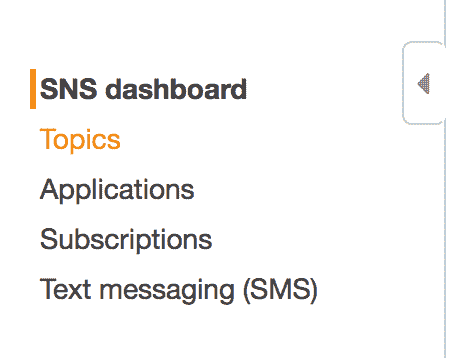 SNS dashboard
Topics
Applications
Subscriptions
Text messaging (SMS)